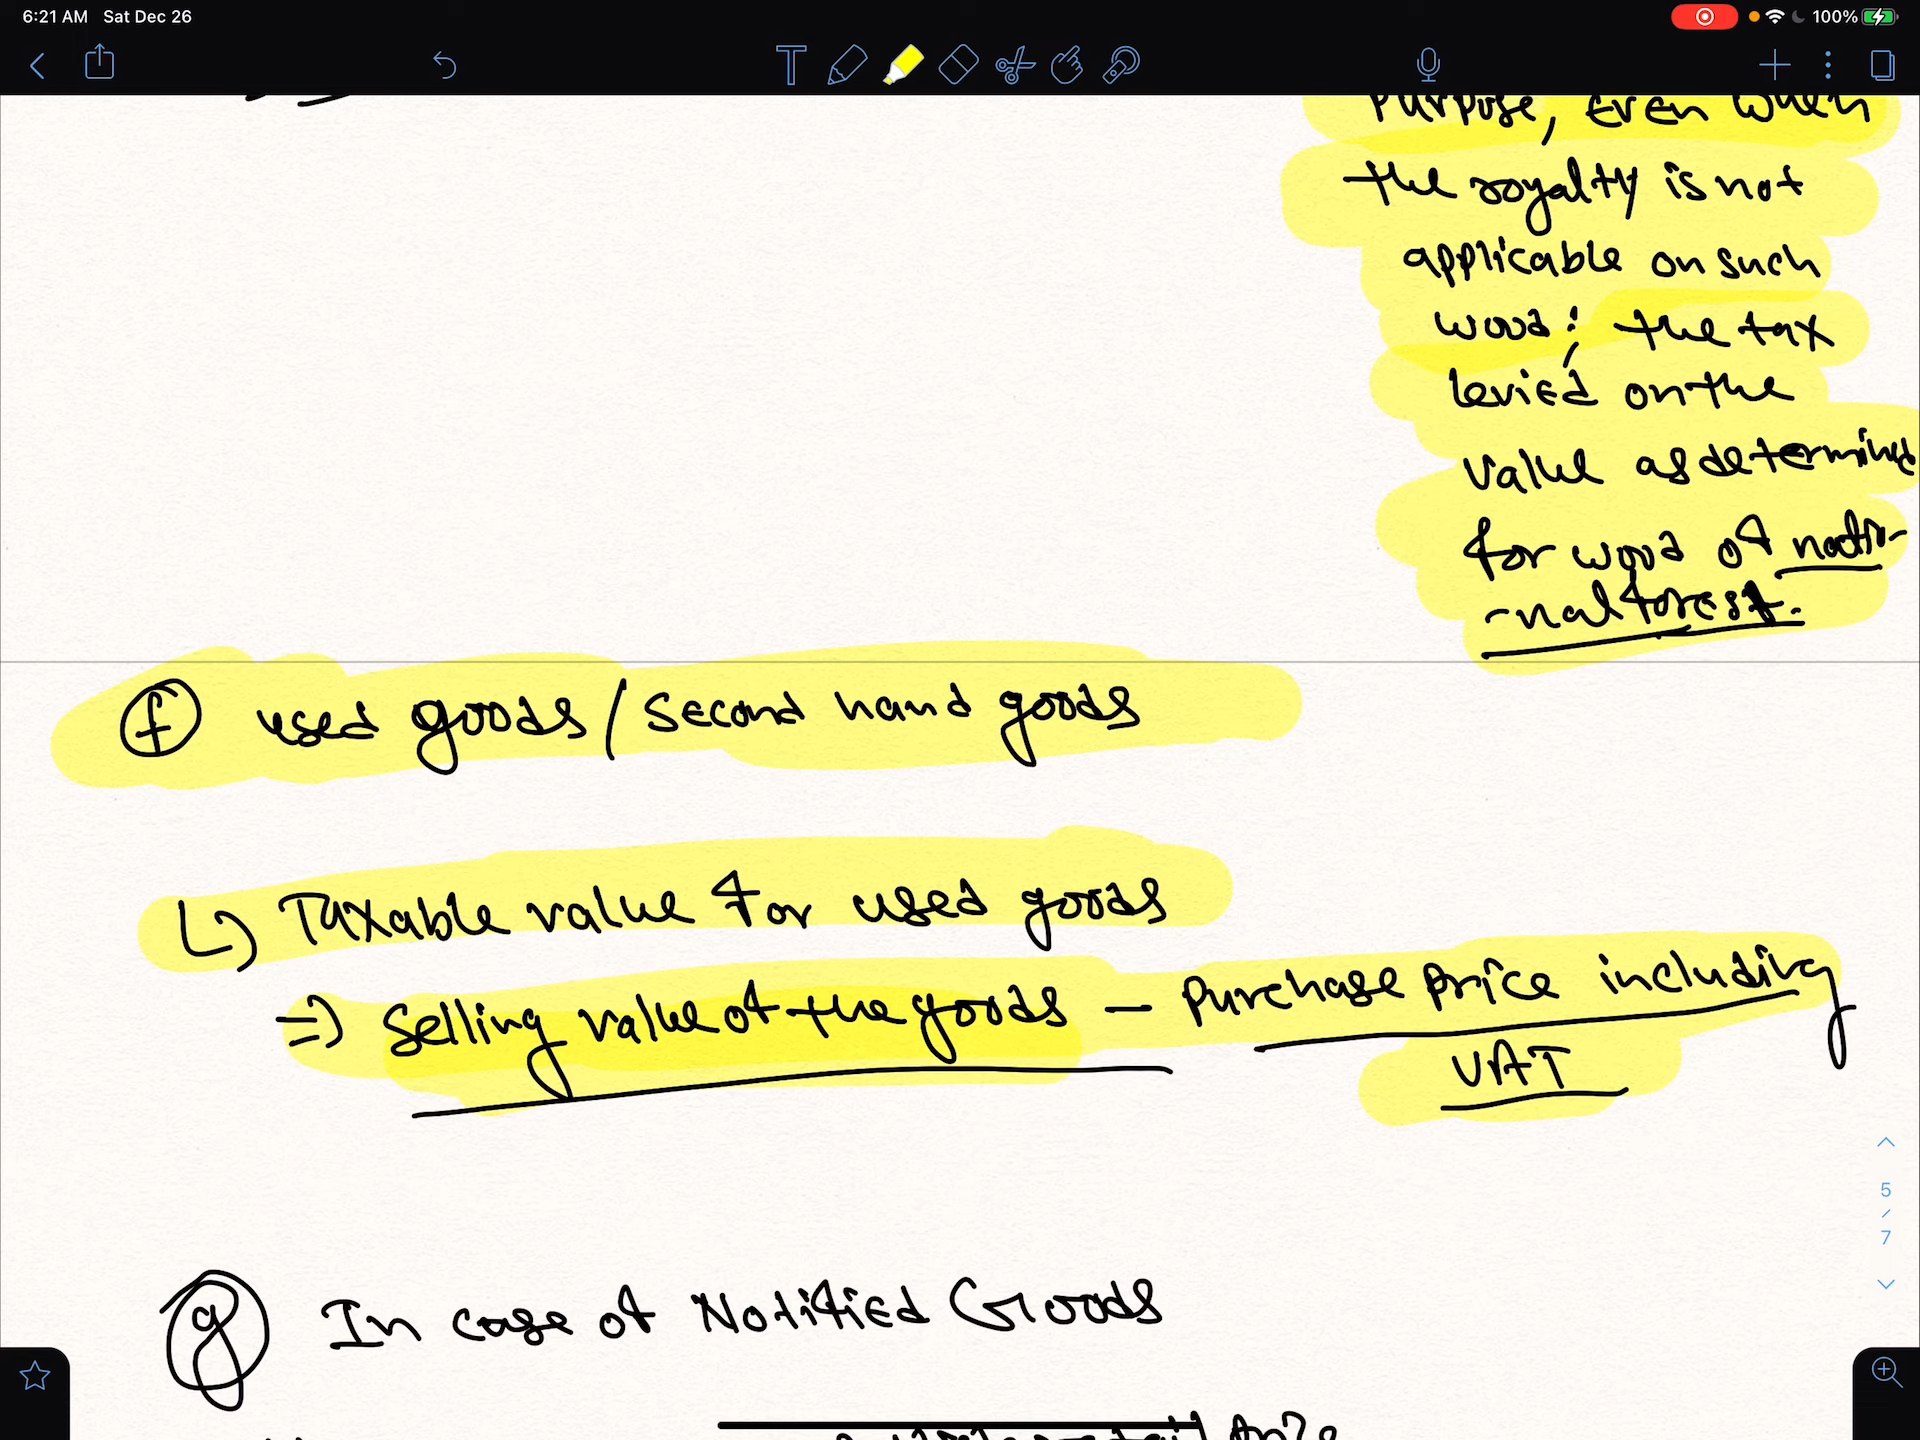 6:21 AM Sat Dec 26
100%
Purpose, even when
the royalty is not
applicable on such
wood; the tax
levied on the
value as determined
for wood of natio-
-nal forest.
f used goods / second hand goods
↳ Taxable value for used goods
=) Selling value of the goods — Purchase price including
VAT
5
/
7
g In case of Notified Goods